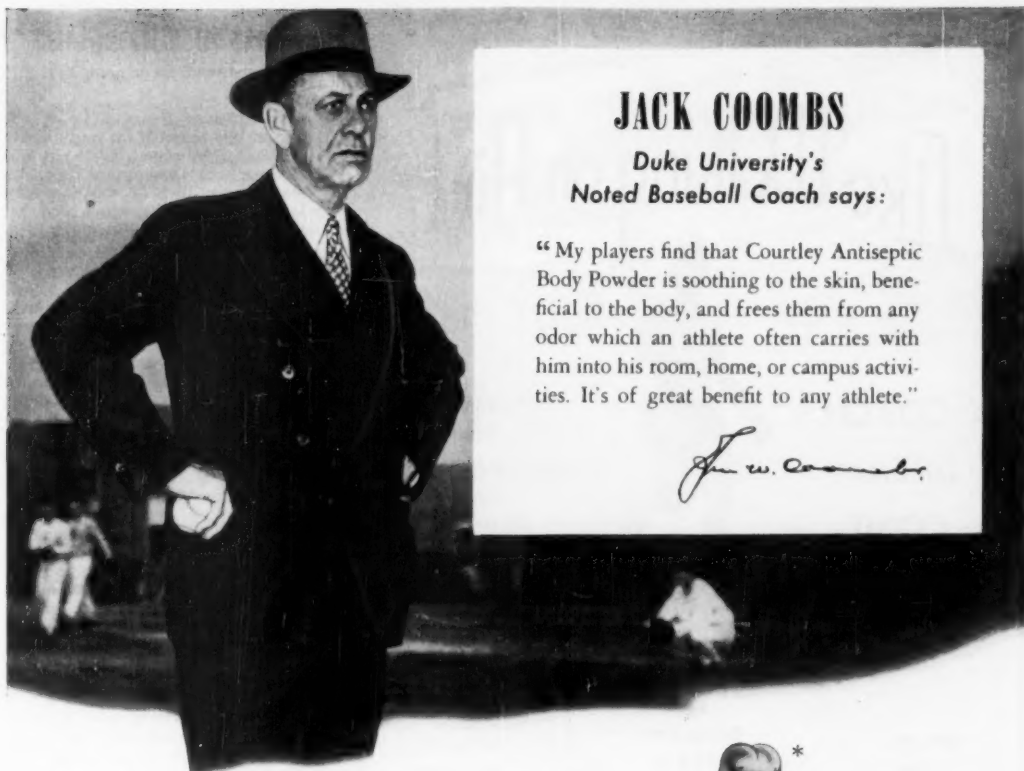 JACK COOMBS
Duke University's
Noted Baseball Coach says:
“My players find that Courtley Antiseptic
Body Powder is soothing to the skin, bene-
ficial to the body, and frees them from any
odor which an athlete often carries with
him into his room, home, or campus activi-
ties. It's of great benefit to any athlete.”
W. Coombs
*